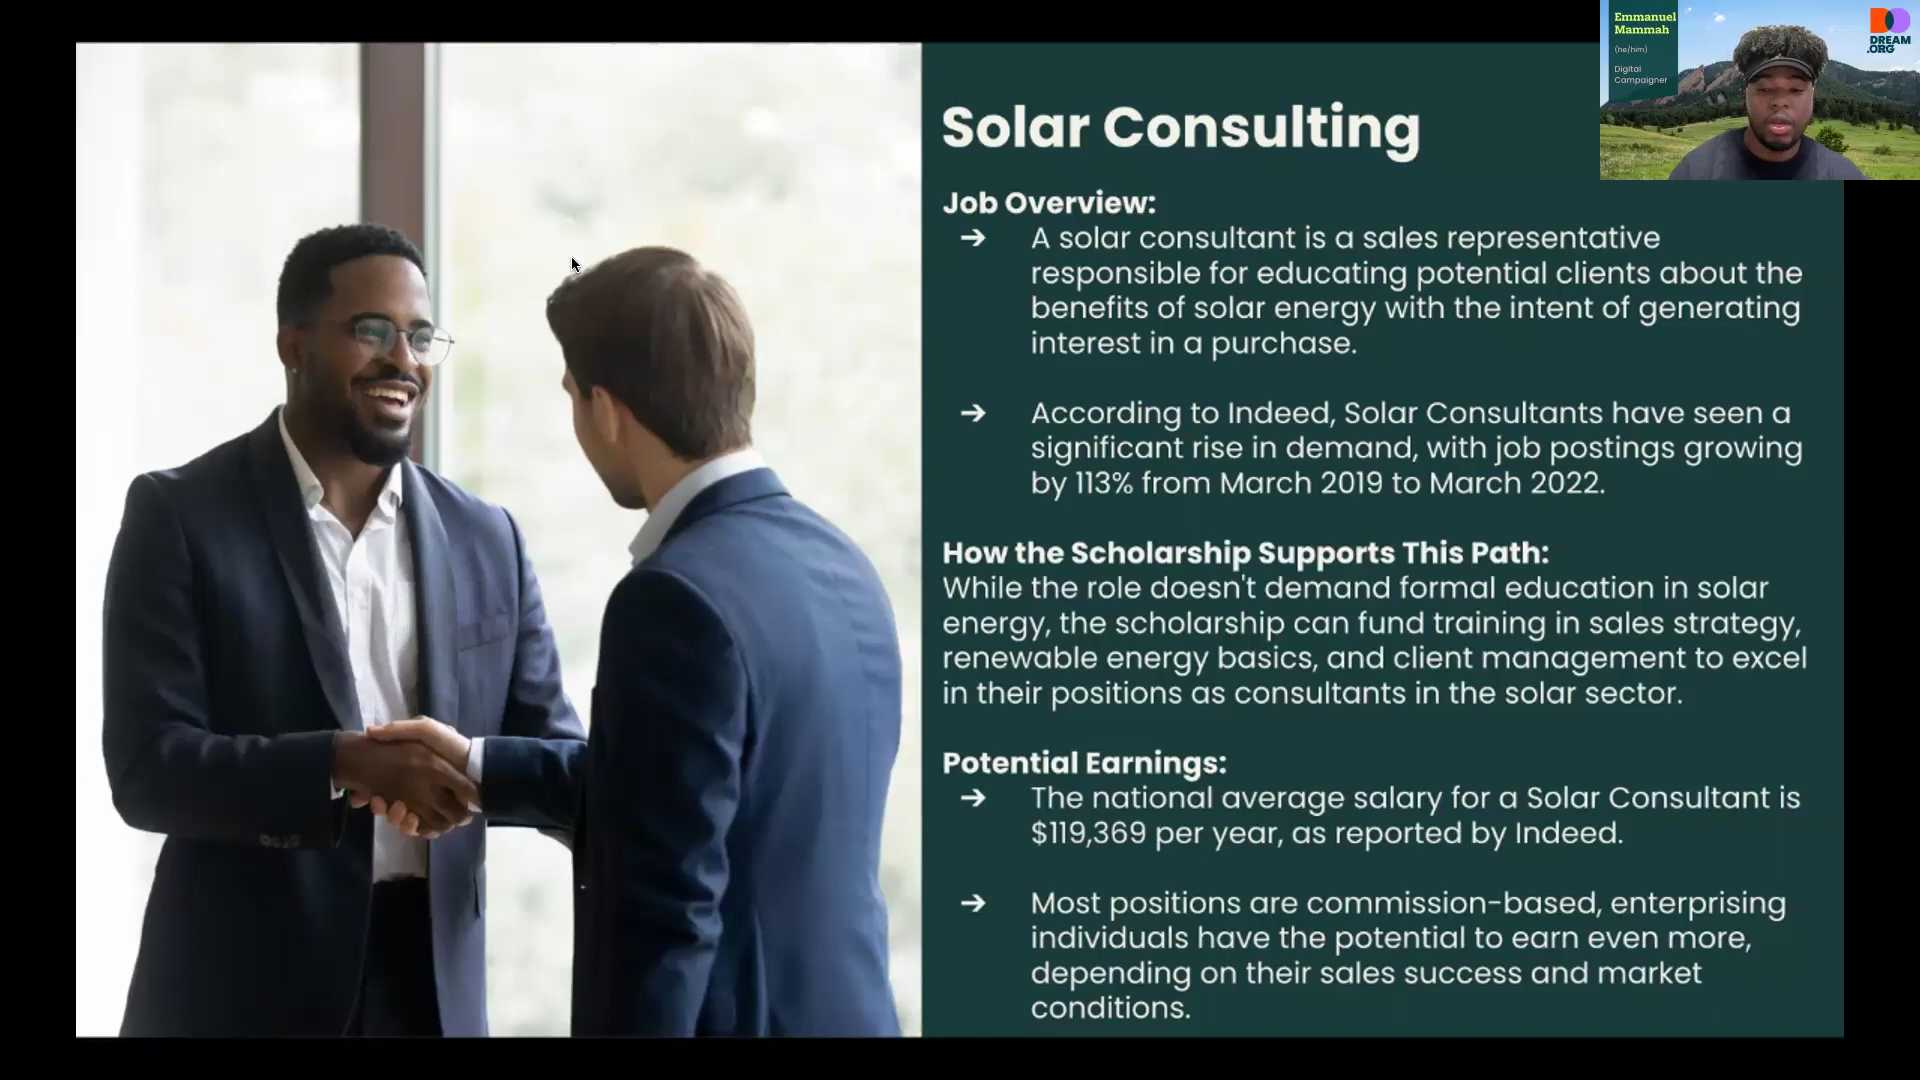 Emmanuel
Mammah
(he/him)
Digital
Campaigner
DREAM
.ORG
Solar Consulting
Job Overview:
➔ A solar consultant is a sales representative
responsible for educating potential clients about the
benefits of solar energy with the intent of generating
interest in a purchase.
➔ According to Indeed, Solar Consultants have seen a
significant rise in demand, with job postings growing
by 113% from March 2019 to March 2022.
How the Scholarship Supports This Path:
While the role doesn't demand formal education in solar
energy, the scholarship can fund training in sales strategy,
renewable energy basics, and client management to excel
in their positions as consultants in the solar sector.
Potential Earnings:
➔ The national average salary for a Solar Consultant is
$119,369 per year, as reported by Indeed.
➔ Most positions are commission-based, enterprising
individuals have the potential to earn even more,
depending on their sales success and market
conditions.